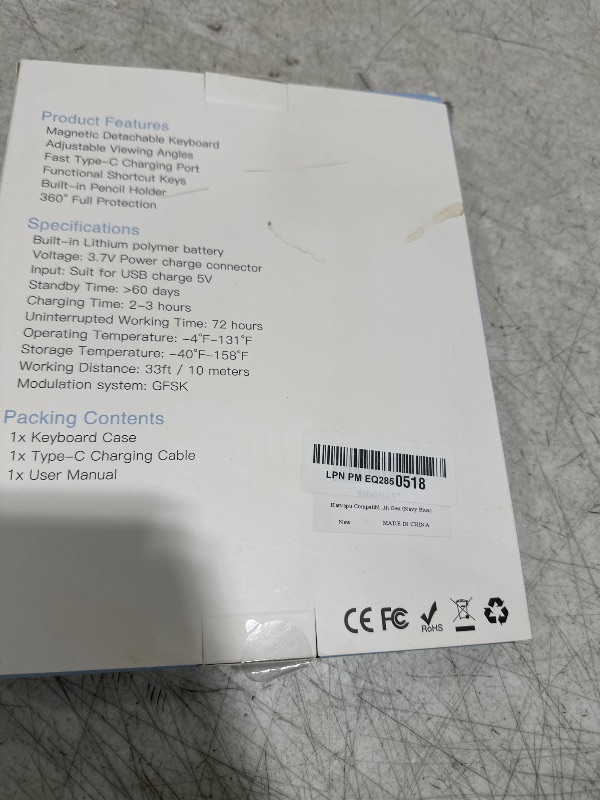 Product Features
Magnetic Detachable Keyboard
Adjustable Viewing Angles
Fast Type-C Charging Port
Functional Shortcut Keys
Built-in Pencil Holder
360° Full Protection
Specifications
Built-in Lithium polymer battery
Voltage: 3.7V Power charge connector
Input: Suit for USB charge 5V
Standby Time: >60 days
Charging Time: 2-3 hours
Uninterrupted Working Time: 72 hours
Operating Temperature: -4°F-131°F
Storage Temperature: -40°F-158°F
Working Distance: 33ft / 10 meters
Modulation system: GFSK
Packing Contents
1x Keyboard Case
1x Type-C Charging Cable
1x User Manual
LPN PM EQ2850518
(Navy Blue)
New MADE IN CHINA
CE FC RoHS